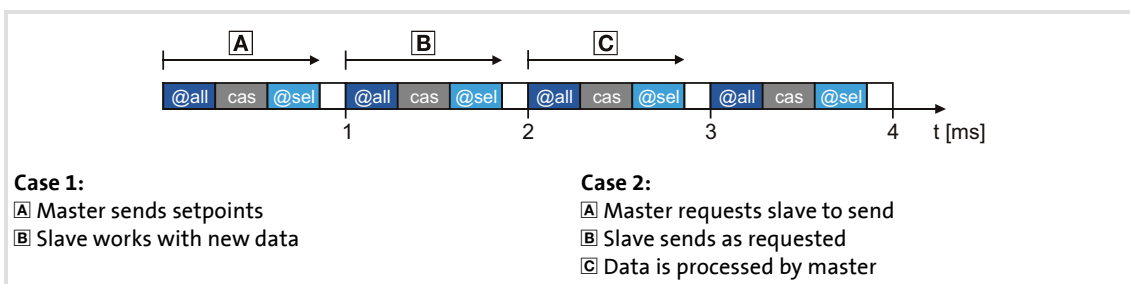 A B C
@all cas @sel @all cas @sel @all cas @sel @all cas @sel
1 2 3 4 t [ms]
Case 1:
A Master sends setpoints
B Slave works with new data
Case 2:
A Master requests slave to send
B Slave sends as requested
C Data is processed by master